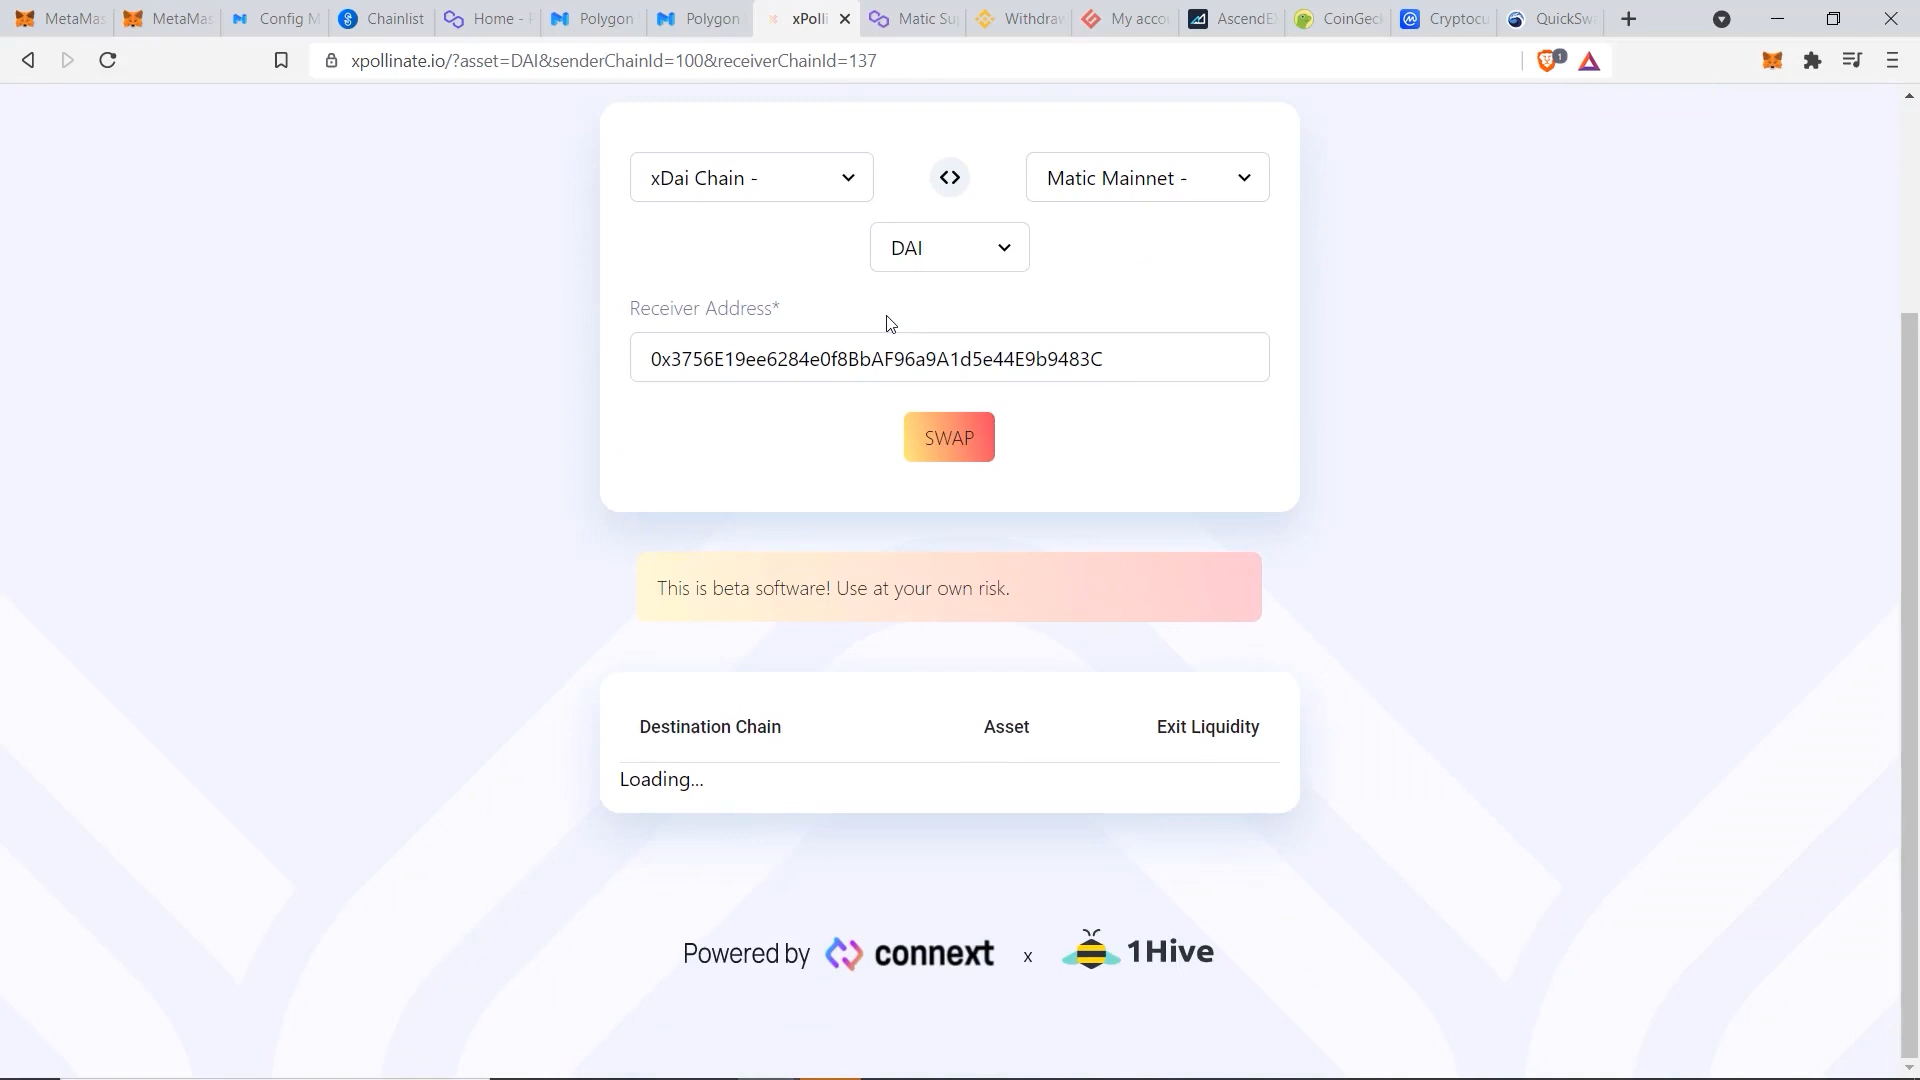 MetaMas
MetaMas
Config M
Chainlist
Home -
Polygon
Polygon
xPolli
Matic Su
Withdra
My acco
AscendE
CoinGec
Cryptocu
QuickSw
xpollinate.io/?asset=DAI&senderChainId=100&receiverChainId=137
1
xDai Chain -
Matic Mainnet -
DAI
Receiver Address*
0x3756E19ee6284e0f8BbAF96a9A1d5e44E9b9483C
SWAP
This is beta software! Use at your own risk.
Destination Chain Asset Exit Liquidity
Loading...
Powered by connext x 1Hive